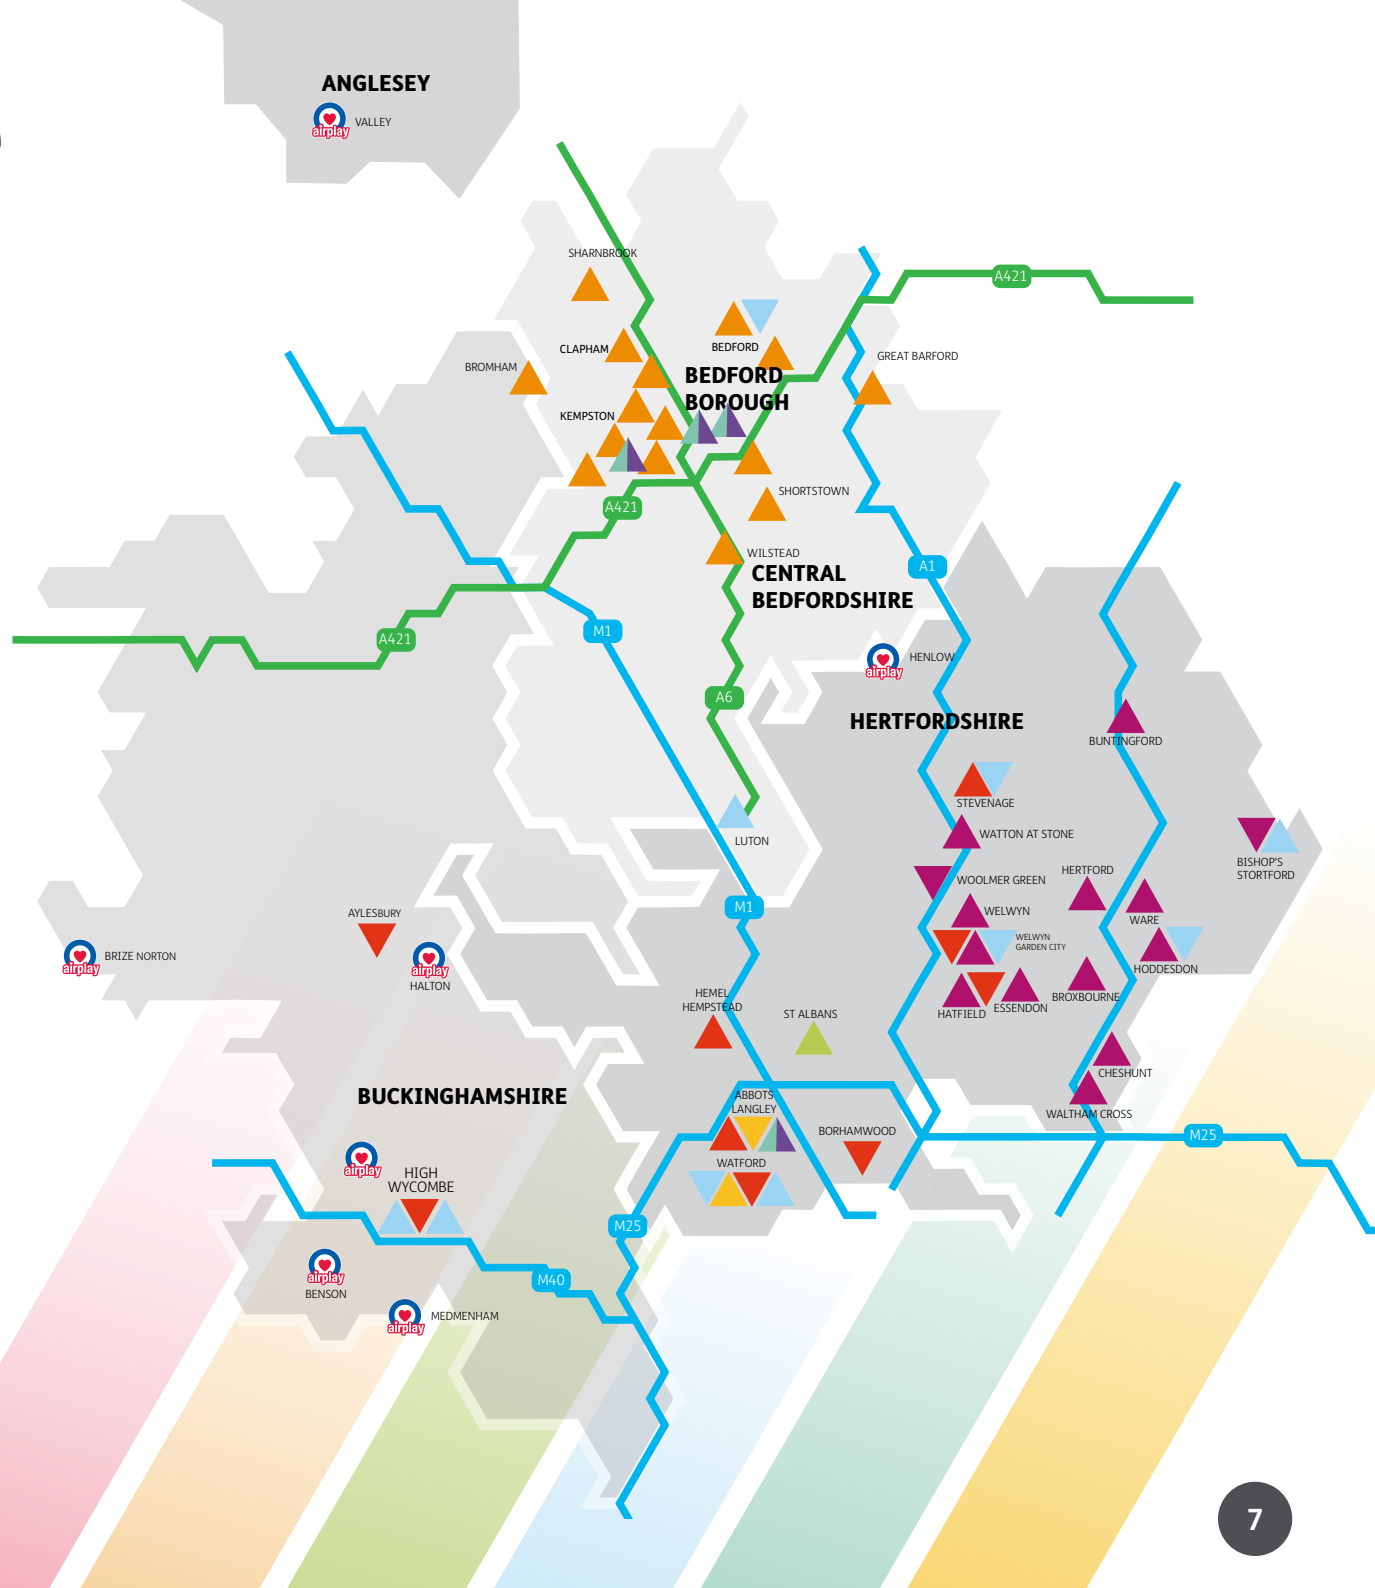 ANGLESEY
airplay
VALLEY
SHARNBROOK
A421
CLAPHAM
BEDFORD
GREAT BARFORD
BROMHAM
BEDFORD
BOROUGH
KEMPSTON
SHORTSTOWN
A421
WILSTEAD
CENTRAL
BEDFORDSHIRE
A1
A421
M1
HENLOW
airplay
A6
HERTFORDSHIRE
BUNTINGFORD
STEVENAGE
WATTON AT STONE
LUTON
BISHOP'S
STORTFORD
WOOLMER GREEN
HERTFORD
M1
WELWYN
WARE
AYLESBURY
WELWYN
GARDEN CITY
BRIZE NORTON
airplay
airplay
HALTON
HODDESDON
HEMEL
HEMPSTEAD
BROXBOURNE
ESSENDON
HATFIELD
ST ALBANS
CHESHUNT
BUCKINGHAMSHIRE
ABBOTS
LANGLEY
WALTHAM CROSS
BORHAMWOOD
M25
WATFORD
airplay
HIGH
WYCOMBE
M25
airplay
BENSON
M40
MEDMENHAM
airplay
7